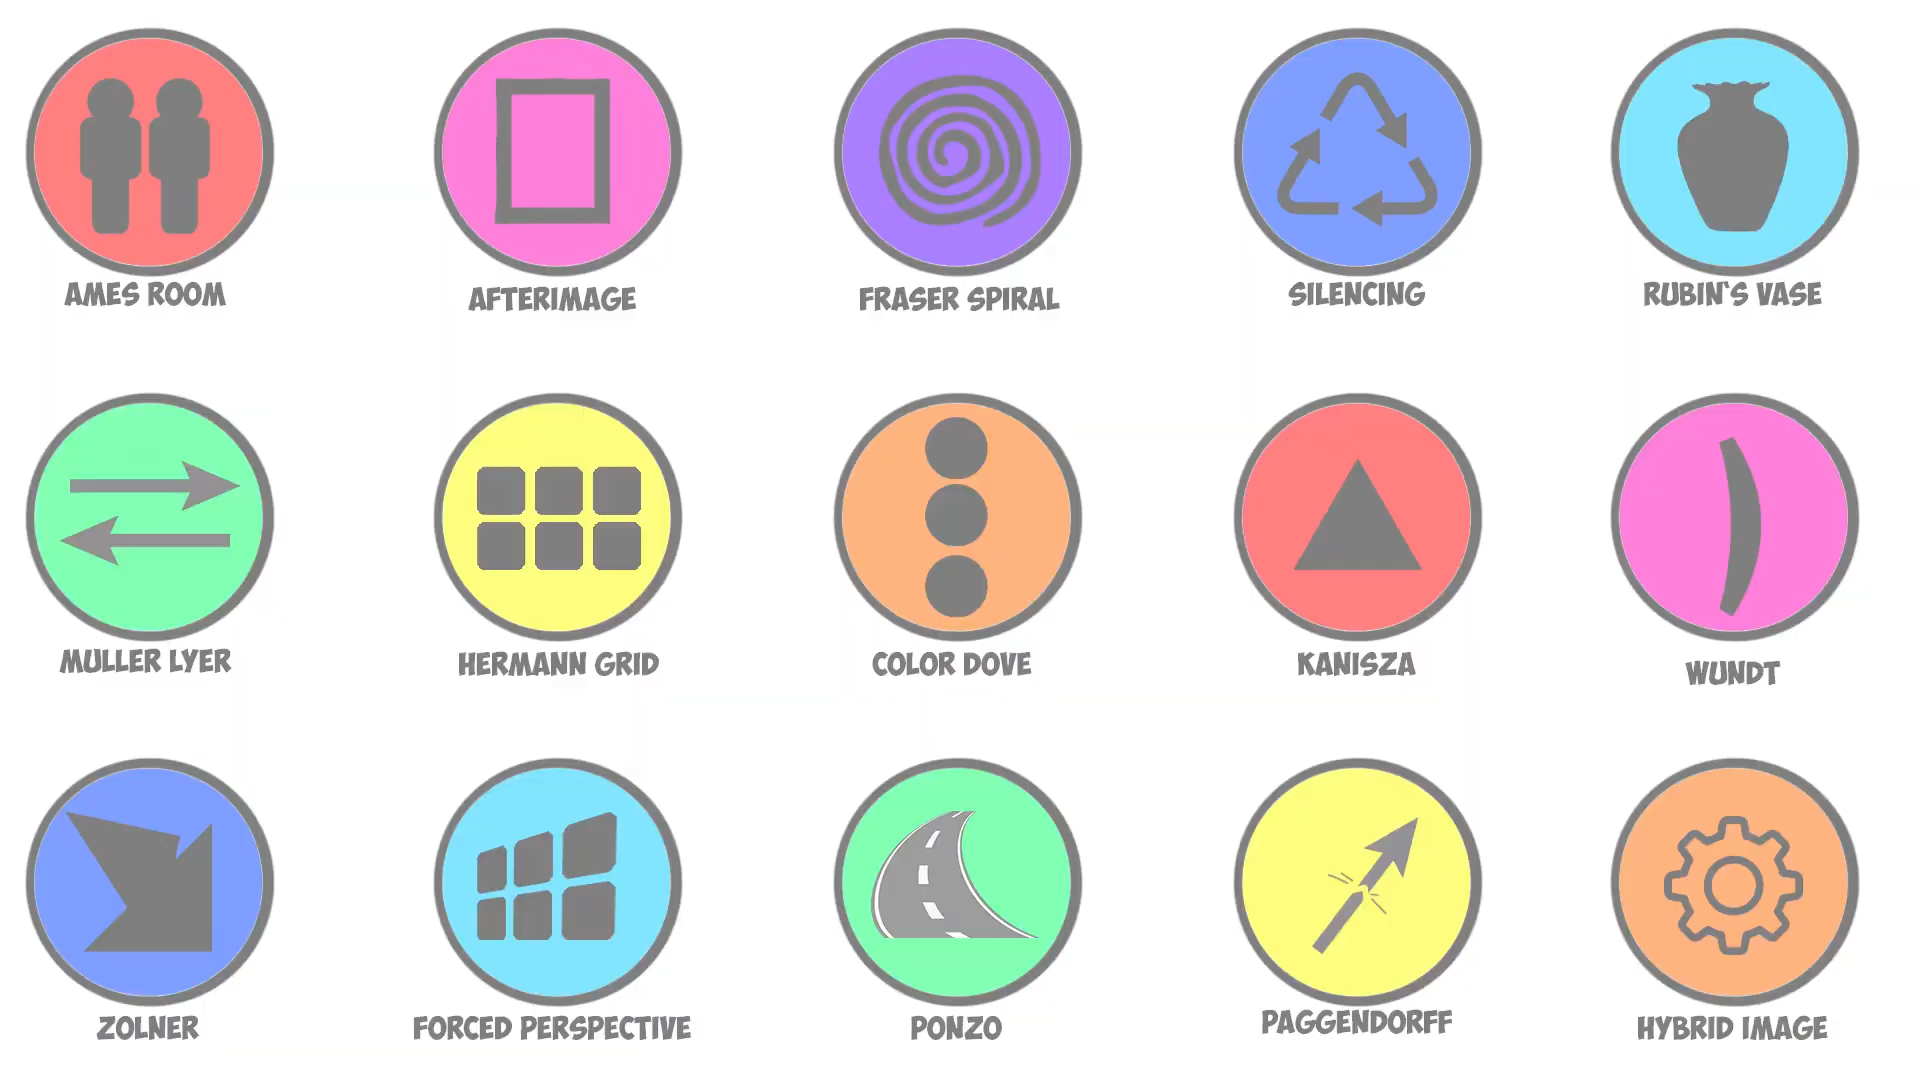 AMES ROOM
AFTERIMAGE
FRASER SPIRAL
SILENCING
RUBIN'S VASE
MULLER LYER
HERMANN GRID
COLOR DOVE
KANISZA
WUNDT
ZOLNER
FORCED PERSPECTIVE
PONZO
PAGGENDORFF
HYBRID IMAGE